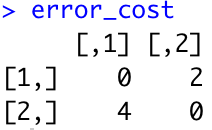 > error_cost
[,1] [,2]
[1,] 0 2
[2,] 4 0